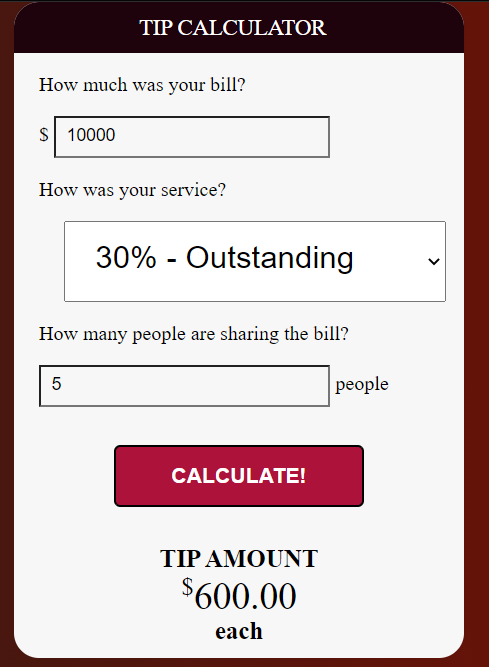 TIP CALCULATOR
How much was your bill?
$ 10000
How was your service?
30% - Outstanding
How many people are sharing the bill?
5 people
CALCULATE!
TIP AMOUNT
$600.00
each